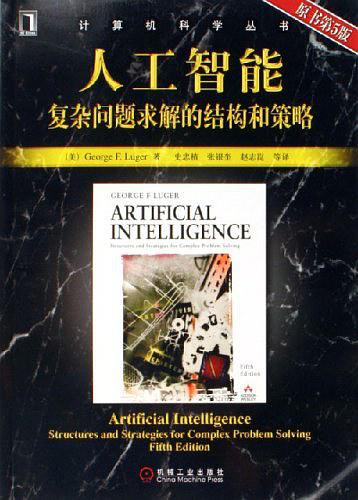 计算机科学丛书
原书第5版
人工智能
复杂问题求解的结构和策略
(美) George F. Luger 著 史忠植 张银奎 赵志崑 等译
GEORGE F LUGER
ARTIFICIAL
INTELLIGENCE
Structures and Strategies for Complex Problem Solving
Fifth
Edition
ADDISON
WESLEY
Artificial Intelligence
Structures and Strategies for Complex Problem Solving
Fifth Edition
机械工业出版社
China Machine Press